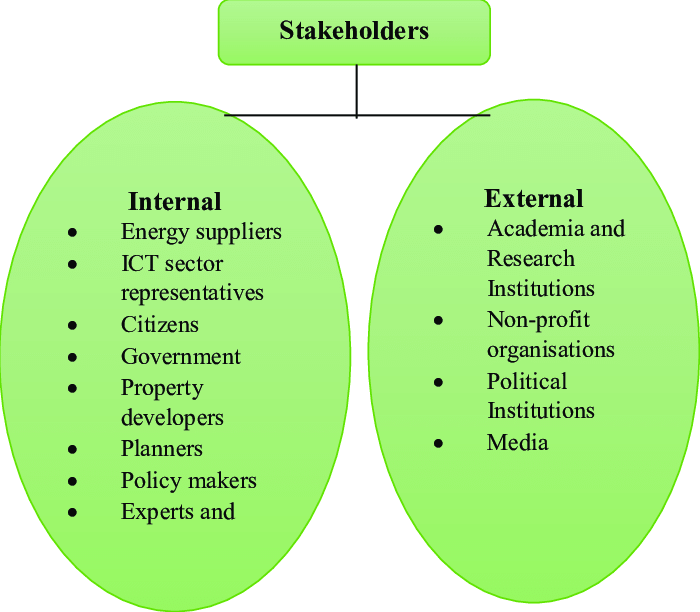 Stakeholders
Internal
• Energy suppliers
• ICT sector
representatives
• Citizens
• Government
• Property
developers
• Planners
• Policy makers
• Experts and
External
• Academia and
Research
Institutions
• Non-profit
organisations
• Political
Institutions
• Media